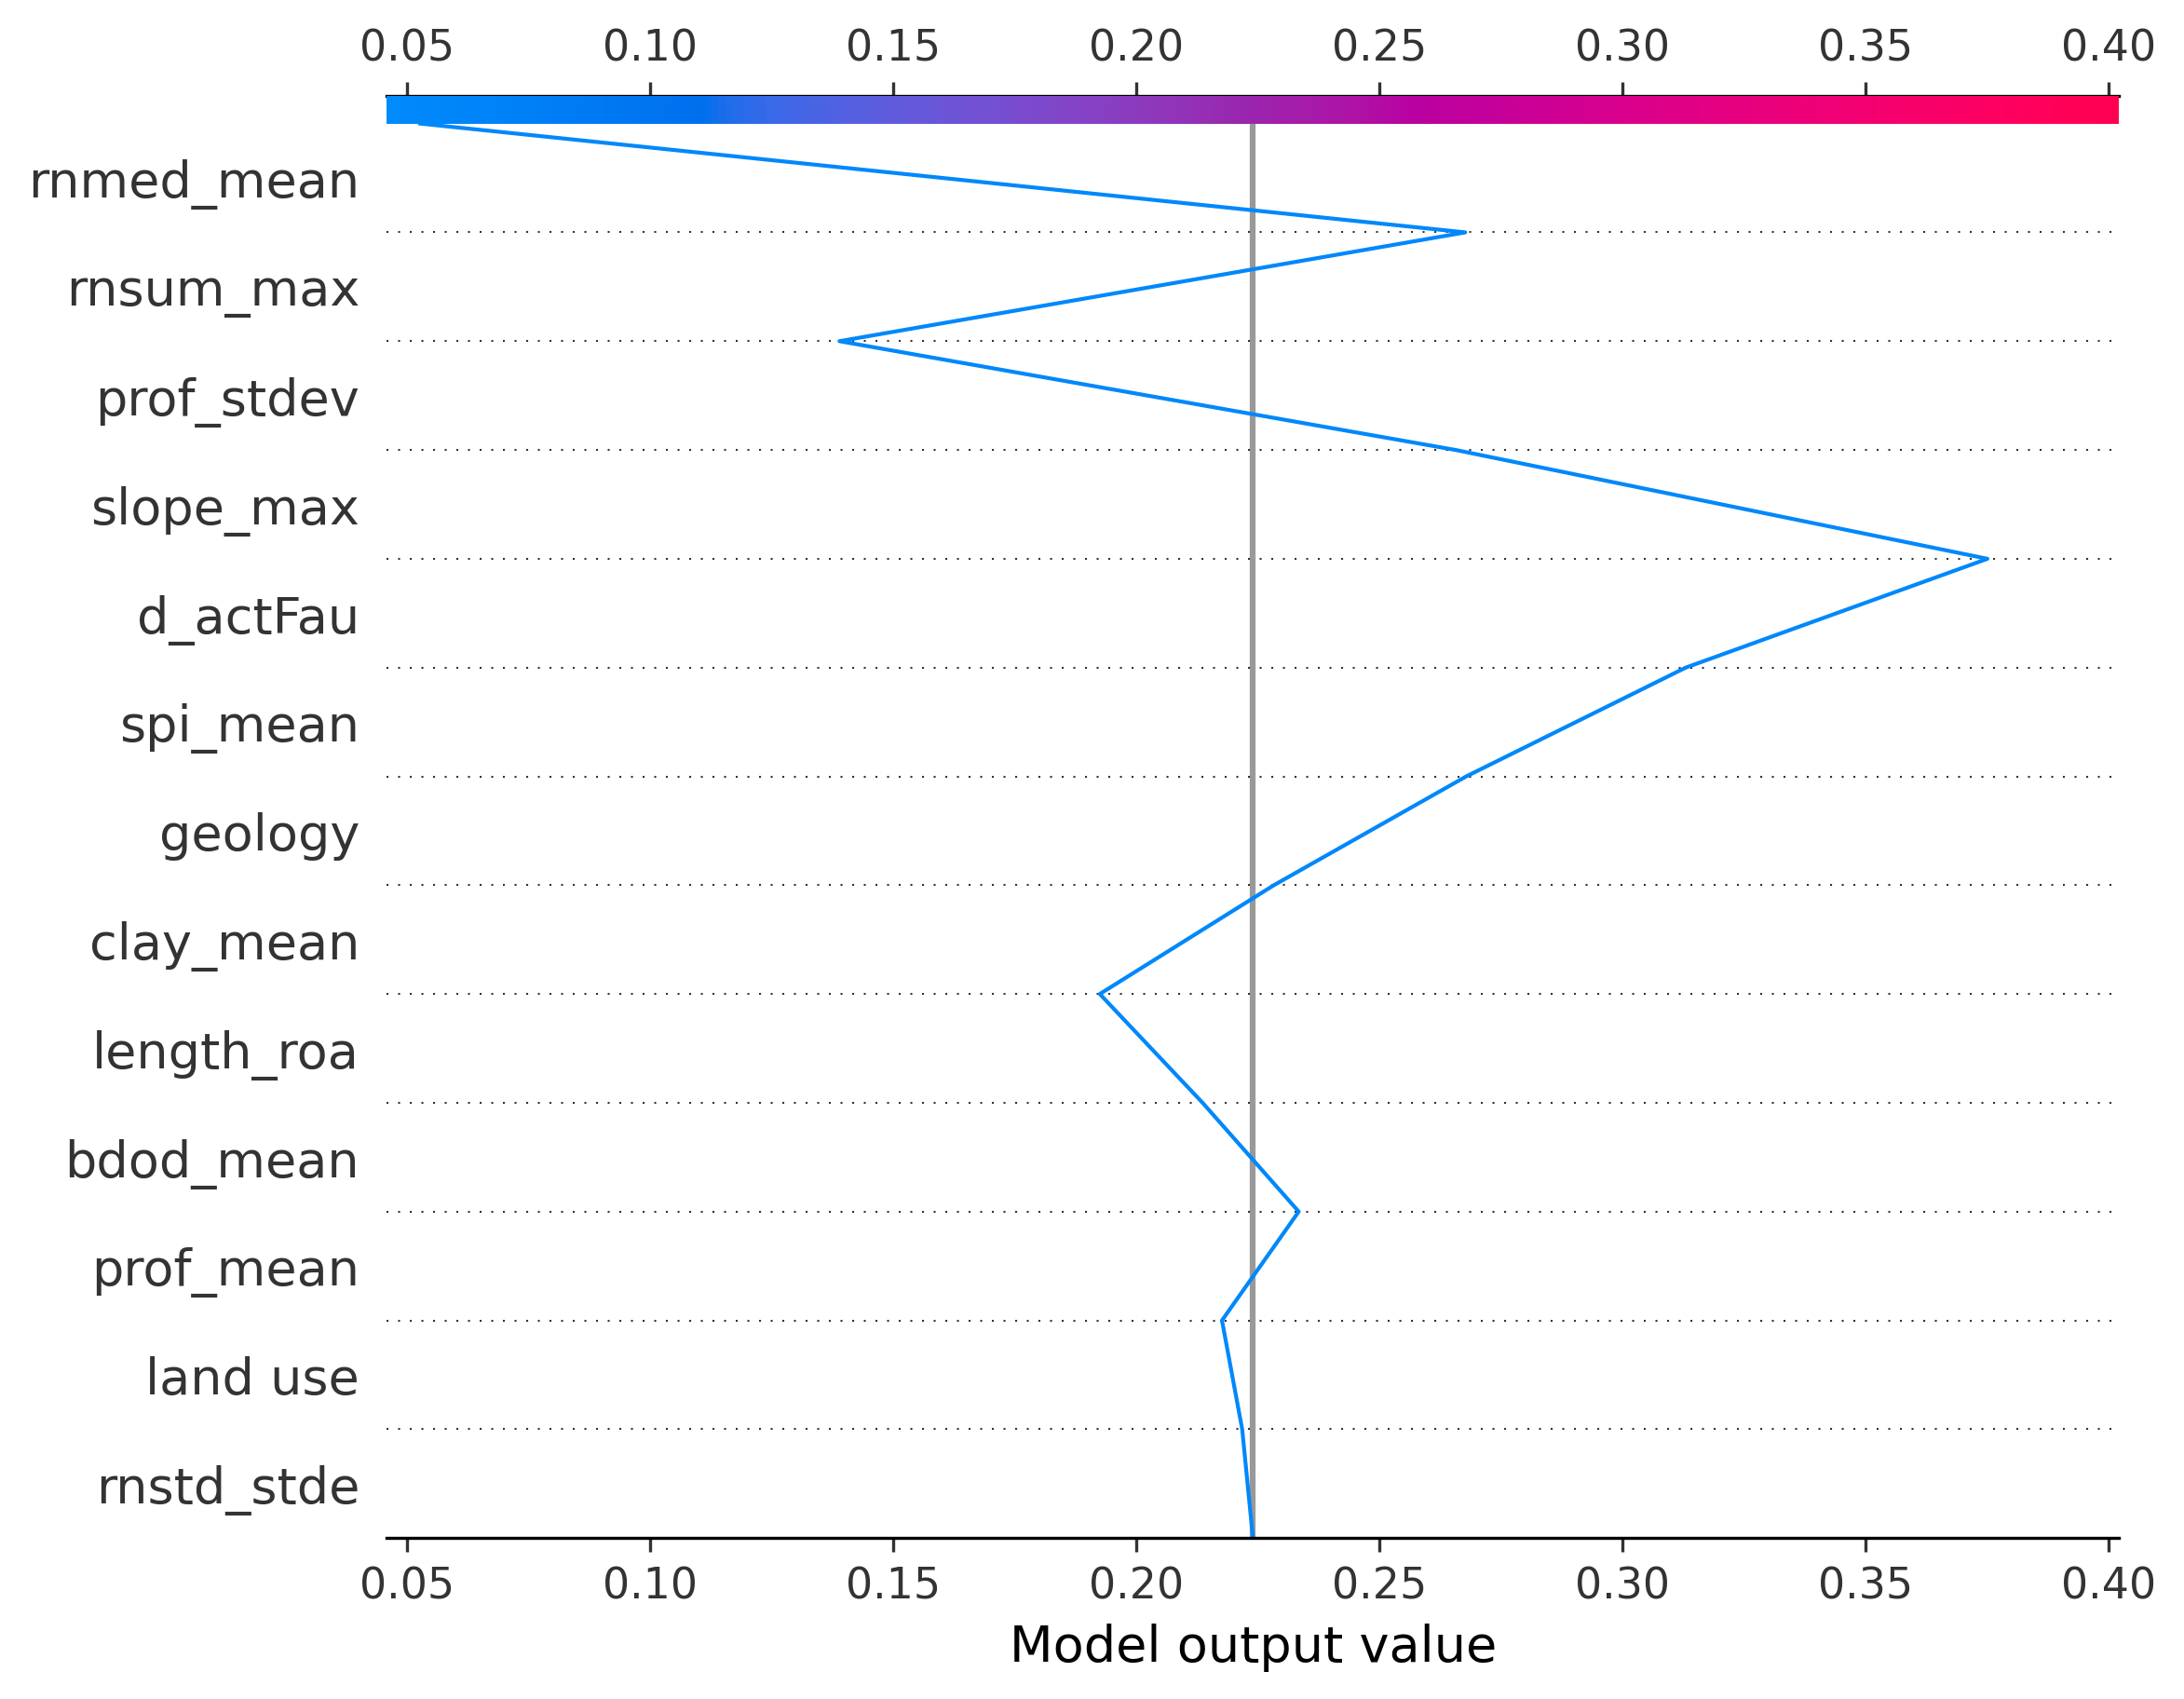 0.05 0.10 0.15 0.20 0.25 0.30 0.35 0.40
rnmed_mean
rnsum_max
prof_stdev
slope_max
d_actFau
spi_mean
geology
clay_mean
length_roa
bdod_mean
prof_mean
land use
rnstd_stde
0.05 0.10 0.15 0.20 0.25 0.30 0.35 0.40
Model output value